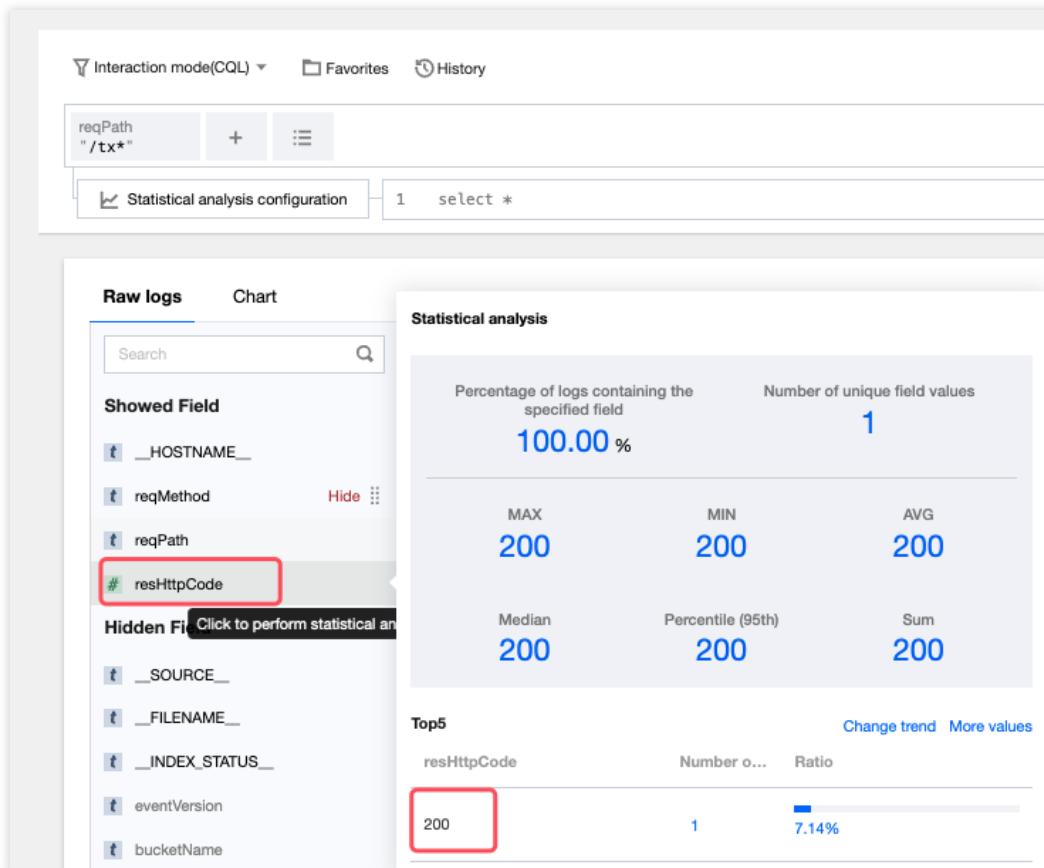 Interaction mode(CQL) Favorites History
reqPath
"/tx*" +
Statistical analysis configuration 1 select *
Raw logs Chart
Search
Showed Field
t __HOSTNAME__
t reqMethod Hide
t reqPath
# resHttpCode
Click to perform statistical an
Hidden Fie
t __SOURCE__
t __FILENAME__
t __INDEX_STATUS__
t eventVersion
t bucketName
Statistical analysis
Percentage of logs containing the
specified field
100.00 %
Number of unique field values
1
MAX MIN AVG
200 200 200
Median Percentile (95th) Sum
200 200 200
Top5 Change trend More values
resHttpCode Number o... Ratio
200 1 7.14%